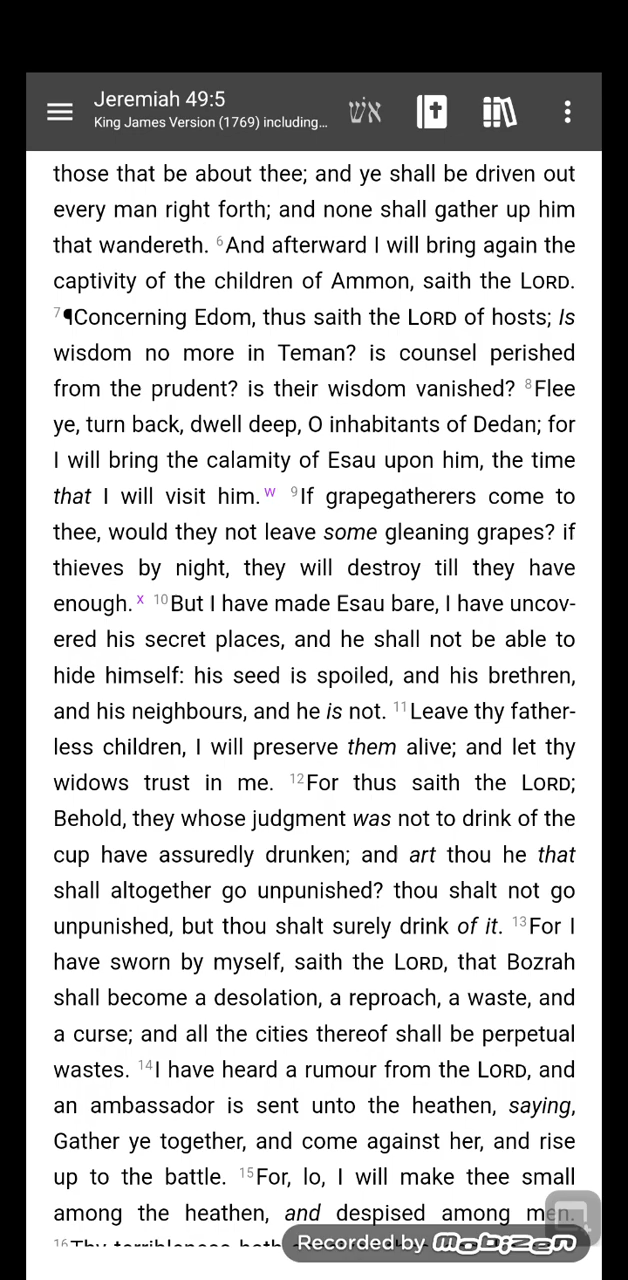 Jeremiah 49:5
King James Version (1769) including...
אש
those that be about thee; and ye shall be driven out
every man right forth; and none shall gather up him
that wandereth. 6And afterward I will bring again the
captivity of the children of Ammon, saith the LORD.
7¶Concerning Edom, thus saith the LORD of hosts; Is
wisdom no more in Teman? is counsel perished
from the prudent? is their wisdom vanished? 8Flee
ye, turn back, dwell deep, O inhabitants of Dedan; for
I will bring the calamity of Esau upon him, the time
that I will visit him.w 9If grapegatherers come to
thee, would they not leave some gleaning grapes? if
thieves by night, they will destroy till they have
enough.x 10But I have made Esau bare, I have uncov-
ered his secret places, and he shall not be able to
hide himself: his seed is spoiled, and his brethren,
and his neighbours, and he is not. 11Leave thy father-
less children, I will preserve them alive; and let thy
widows trust in me. 12For thus saith the LORD;
Behold, they whose judgment was not to drink of the
cup have assuredly drunken; and art thou he that
shall altogether go unpunished? thou shalt not go
unpunished, but thou shalt surely drink of it. 13For I
have sworn by myself, saith the LORD, that Bozrah
shall become a desolation, a reproach, a waste, and
a curse; and all the cities thereof shall be perpetual
wastes. 14I have heard a rumour from the LORD, and
an ambassador is sent unto the heathen, saying,
Gather ye together, and come against her, and rise
up to the battle. 15For, lo, I will make thee small
among the heathen, and despised among men.
16Thy terribleness hath
Recorded by Mobizen